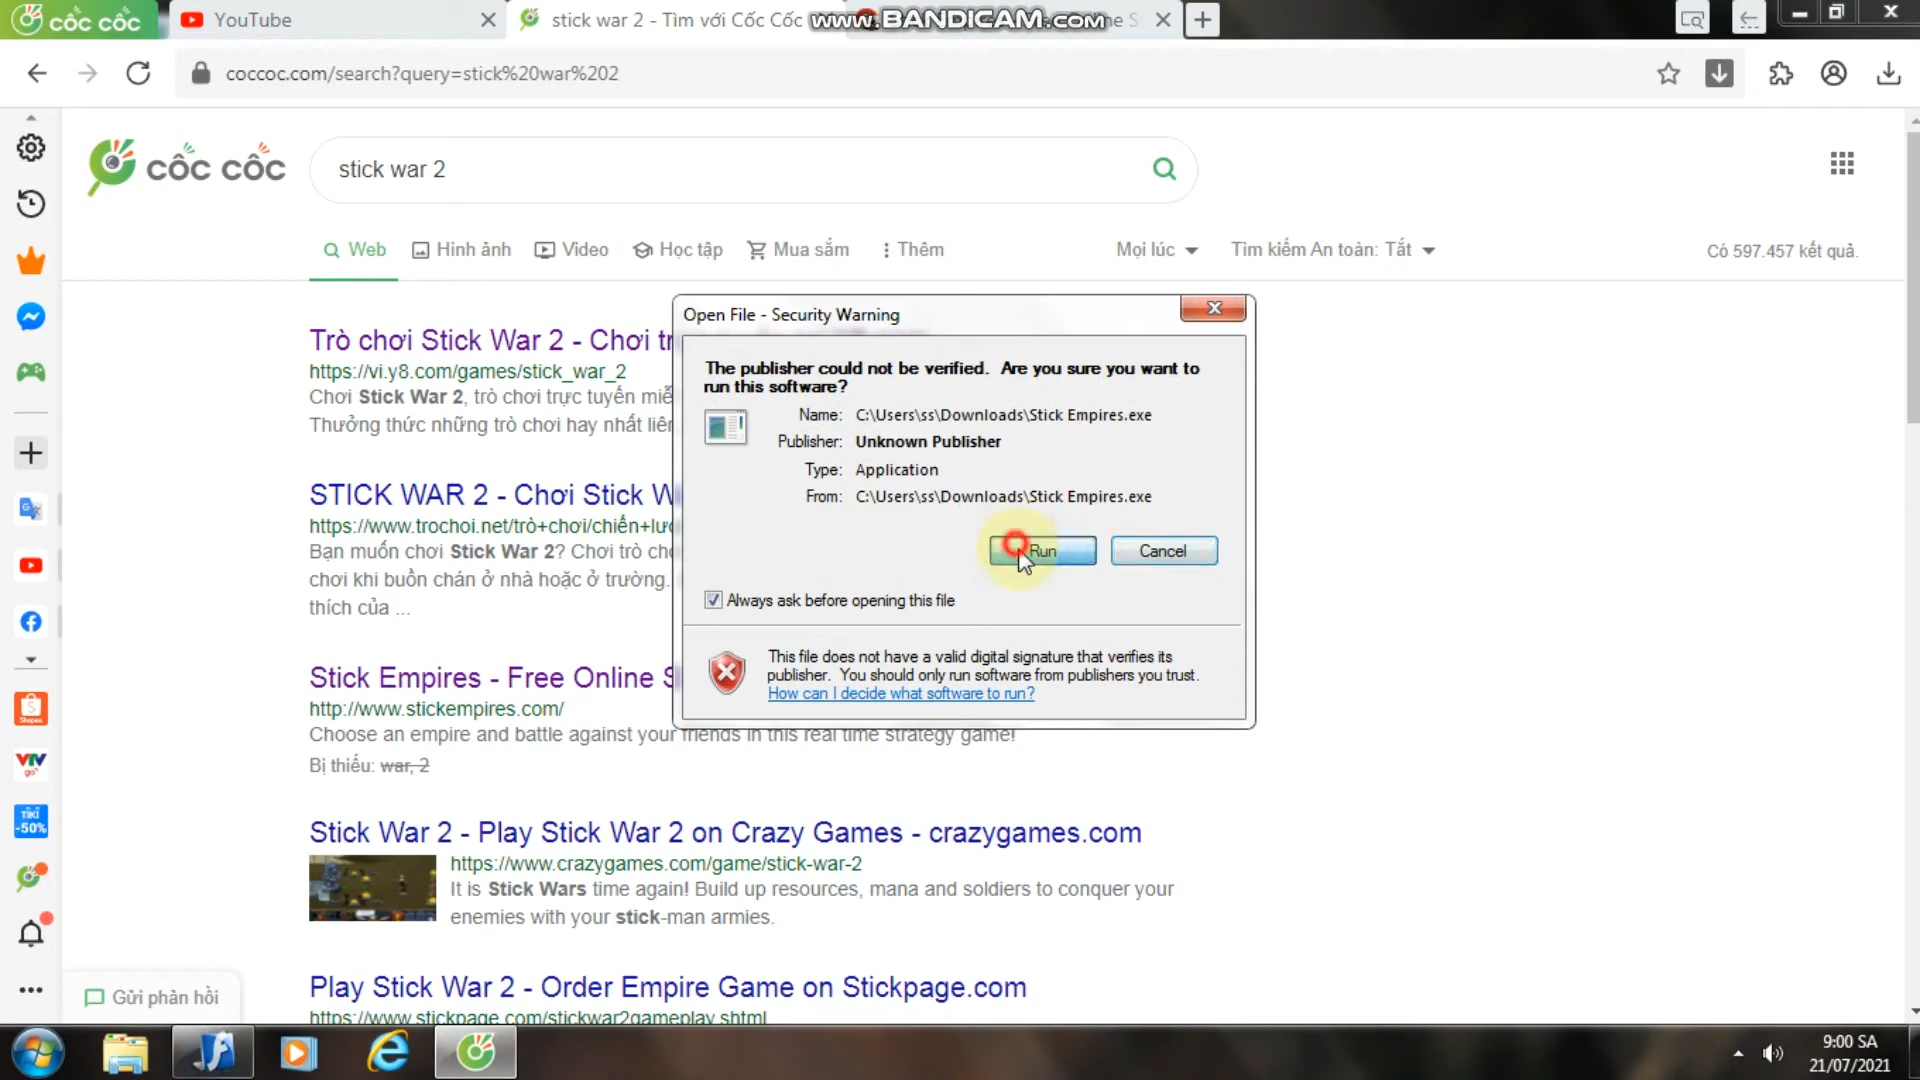 cốc cốc
YouTube
stick war 2 - Tìm với Cốc Cốc
www.BANDICAM.com
coccoc.com/search?query=stick%20war%202
cốc cốc
stick war 2
Web
Hình ảnh
Video
Học tập
Mua sắm
Thêm
Mọi lúc
Tìm kiếm An toàn: Tắt
Có 597.457 kết quả.
Trò chơi Stick War 2 - Chơi tr
https://vi.y8.com/games/stick_war_2
Chơi Stick War 2, trò chơi trực tuyến miễ
Thưởng thức những trò chơi hay nhất liên
STICK WAR 2 - Chơi Stick W
https://www.trochoi.net/trò+chơi/chiến+lư
Bạn muốn chơi Stick War 2? Chơi trò ch
chơi khi buồn chán ở nhà hoặc ở trường.
thích của ...
Stick Empires - Free Online S
http://www.stickempires.com/
Choose an empire and battle against your friends in this real time strategy game!
Bị thiếu: war, 2
Stick War 2 - Play Stick War 2 on Crazy Games - crazygames.com
https://www.crazygames.com/game/stick-war-2
It is Stick Wars time again! Build up resources, mana and soldiers to conquer your
enemies with your stick-man armies.
Play Stick War 2 - Order Empire Game on Stickpage.com
https://www.stickpage.com/stickwar2gameplay.shtml
Open File - Security Warning
The publisher could not be verified. Are you sure you want to
run this software?
Name: C:\Users\ss\Downloads\Stick Empires.exe
Publisher: Unknown Publisher
Type: Application
From: C:\Users\ss\Downloads\Stick Empires.exe
Run
Cancel
Always ask before opening this file
This file does not have a valid digital signature that verifies its
publisher. You should only run software from publishers you trust.
How can I decide what software to run?
Shopee
VTV
go
TIKI
-50%
Gửi phản hồi
9:00 SA
21/07/2021